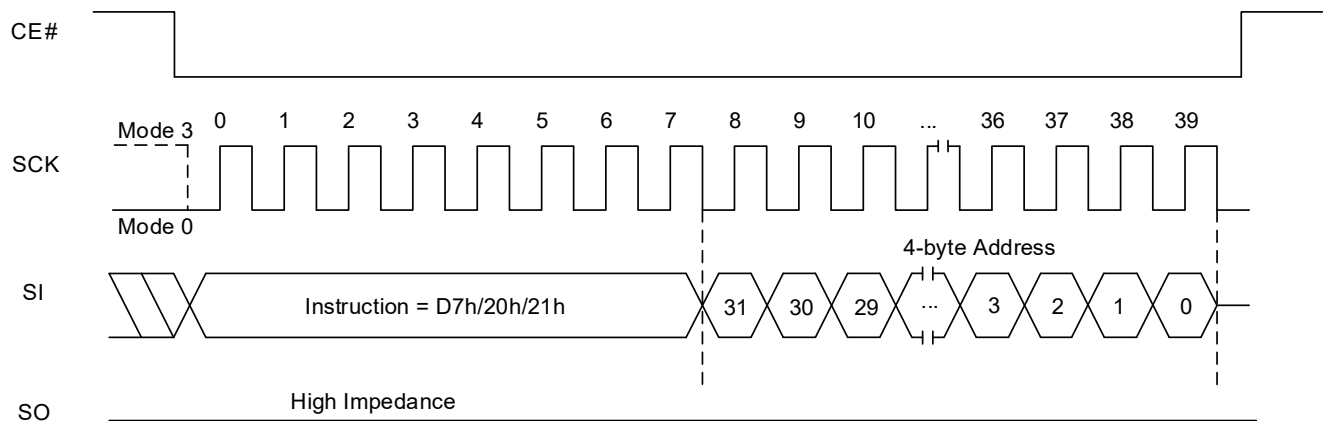 CE#
0 1 2 3 4 5 6 7 8 9 10 ... 36 37 38 39
Mode 3
SCK
Mode 0
4-byte Address
SI
Instruction = D7h/20h/21h 31 30 29 ... 3 2 1 0
High Impedance
SO